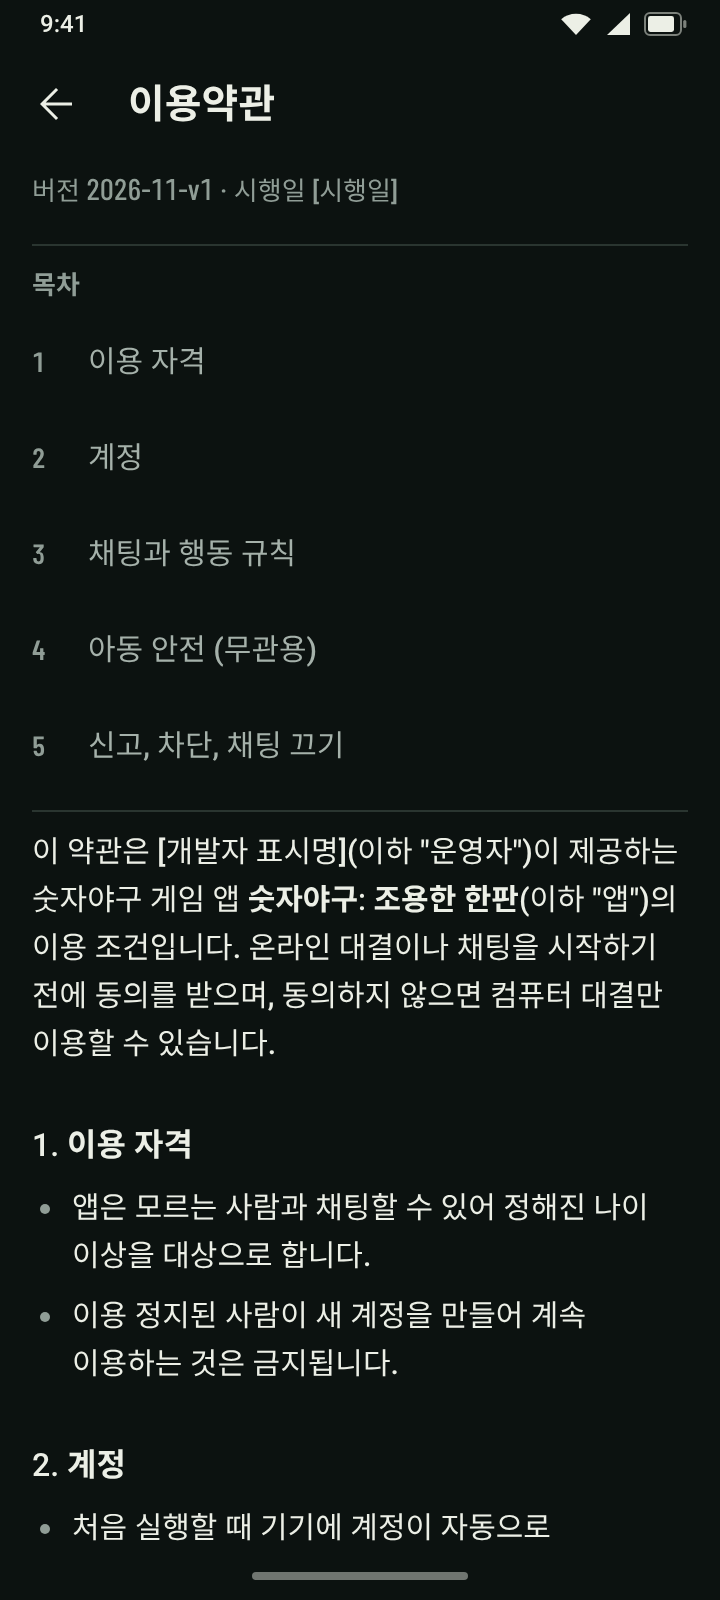 9:41
이용약관
버전 2026-11-v1 · 시행일 [시행일]
목차
1 이용 자격
2 계정
3 채팅과 행동 규칙
4 아동 안전 (무관용)
5 신고, 차단, 채팅 끄기
이 약관은 [개발자 표시명](이하 "운영자")이 제공하는
숫자야구 게임 앱 숫자야구: 조용한 한판(이하 "앱")의
이용 조건입니다. 온라인 대결이나 채팅을 시작하기
전에 동의를 받으며, 동의하지 않으면 컴퓨터 대결만
이용할 수 있습니다.
1. 이용 자격
• 앱은 모르는 사람과 채팅할 수 있어 정해진 나이
이상을 대상으로 합니다.
• 이용 정지된 사람이 새 계정을 만들어 계속
이용하는 것은 금지됩니다.
2. 계정
• 처음 실행할 때 기기에 계정이 자동으로